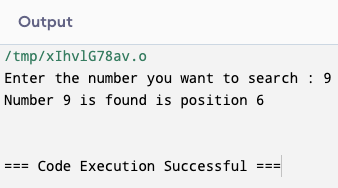 Output
/tmp/xIhvlG78av.o
Enter the number you want to search : 9
Number 9 is found is position 6
=== Code Execution Successful ===